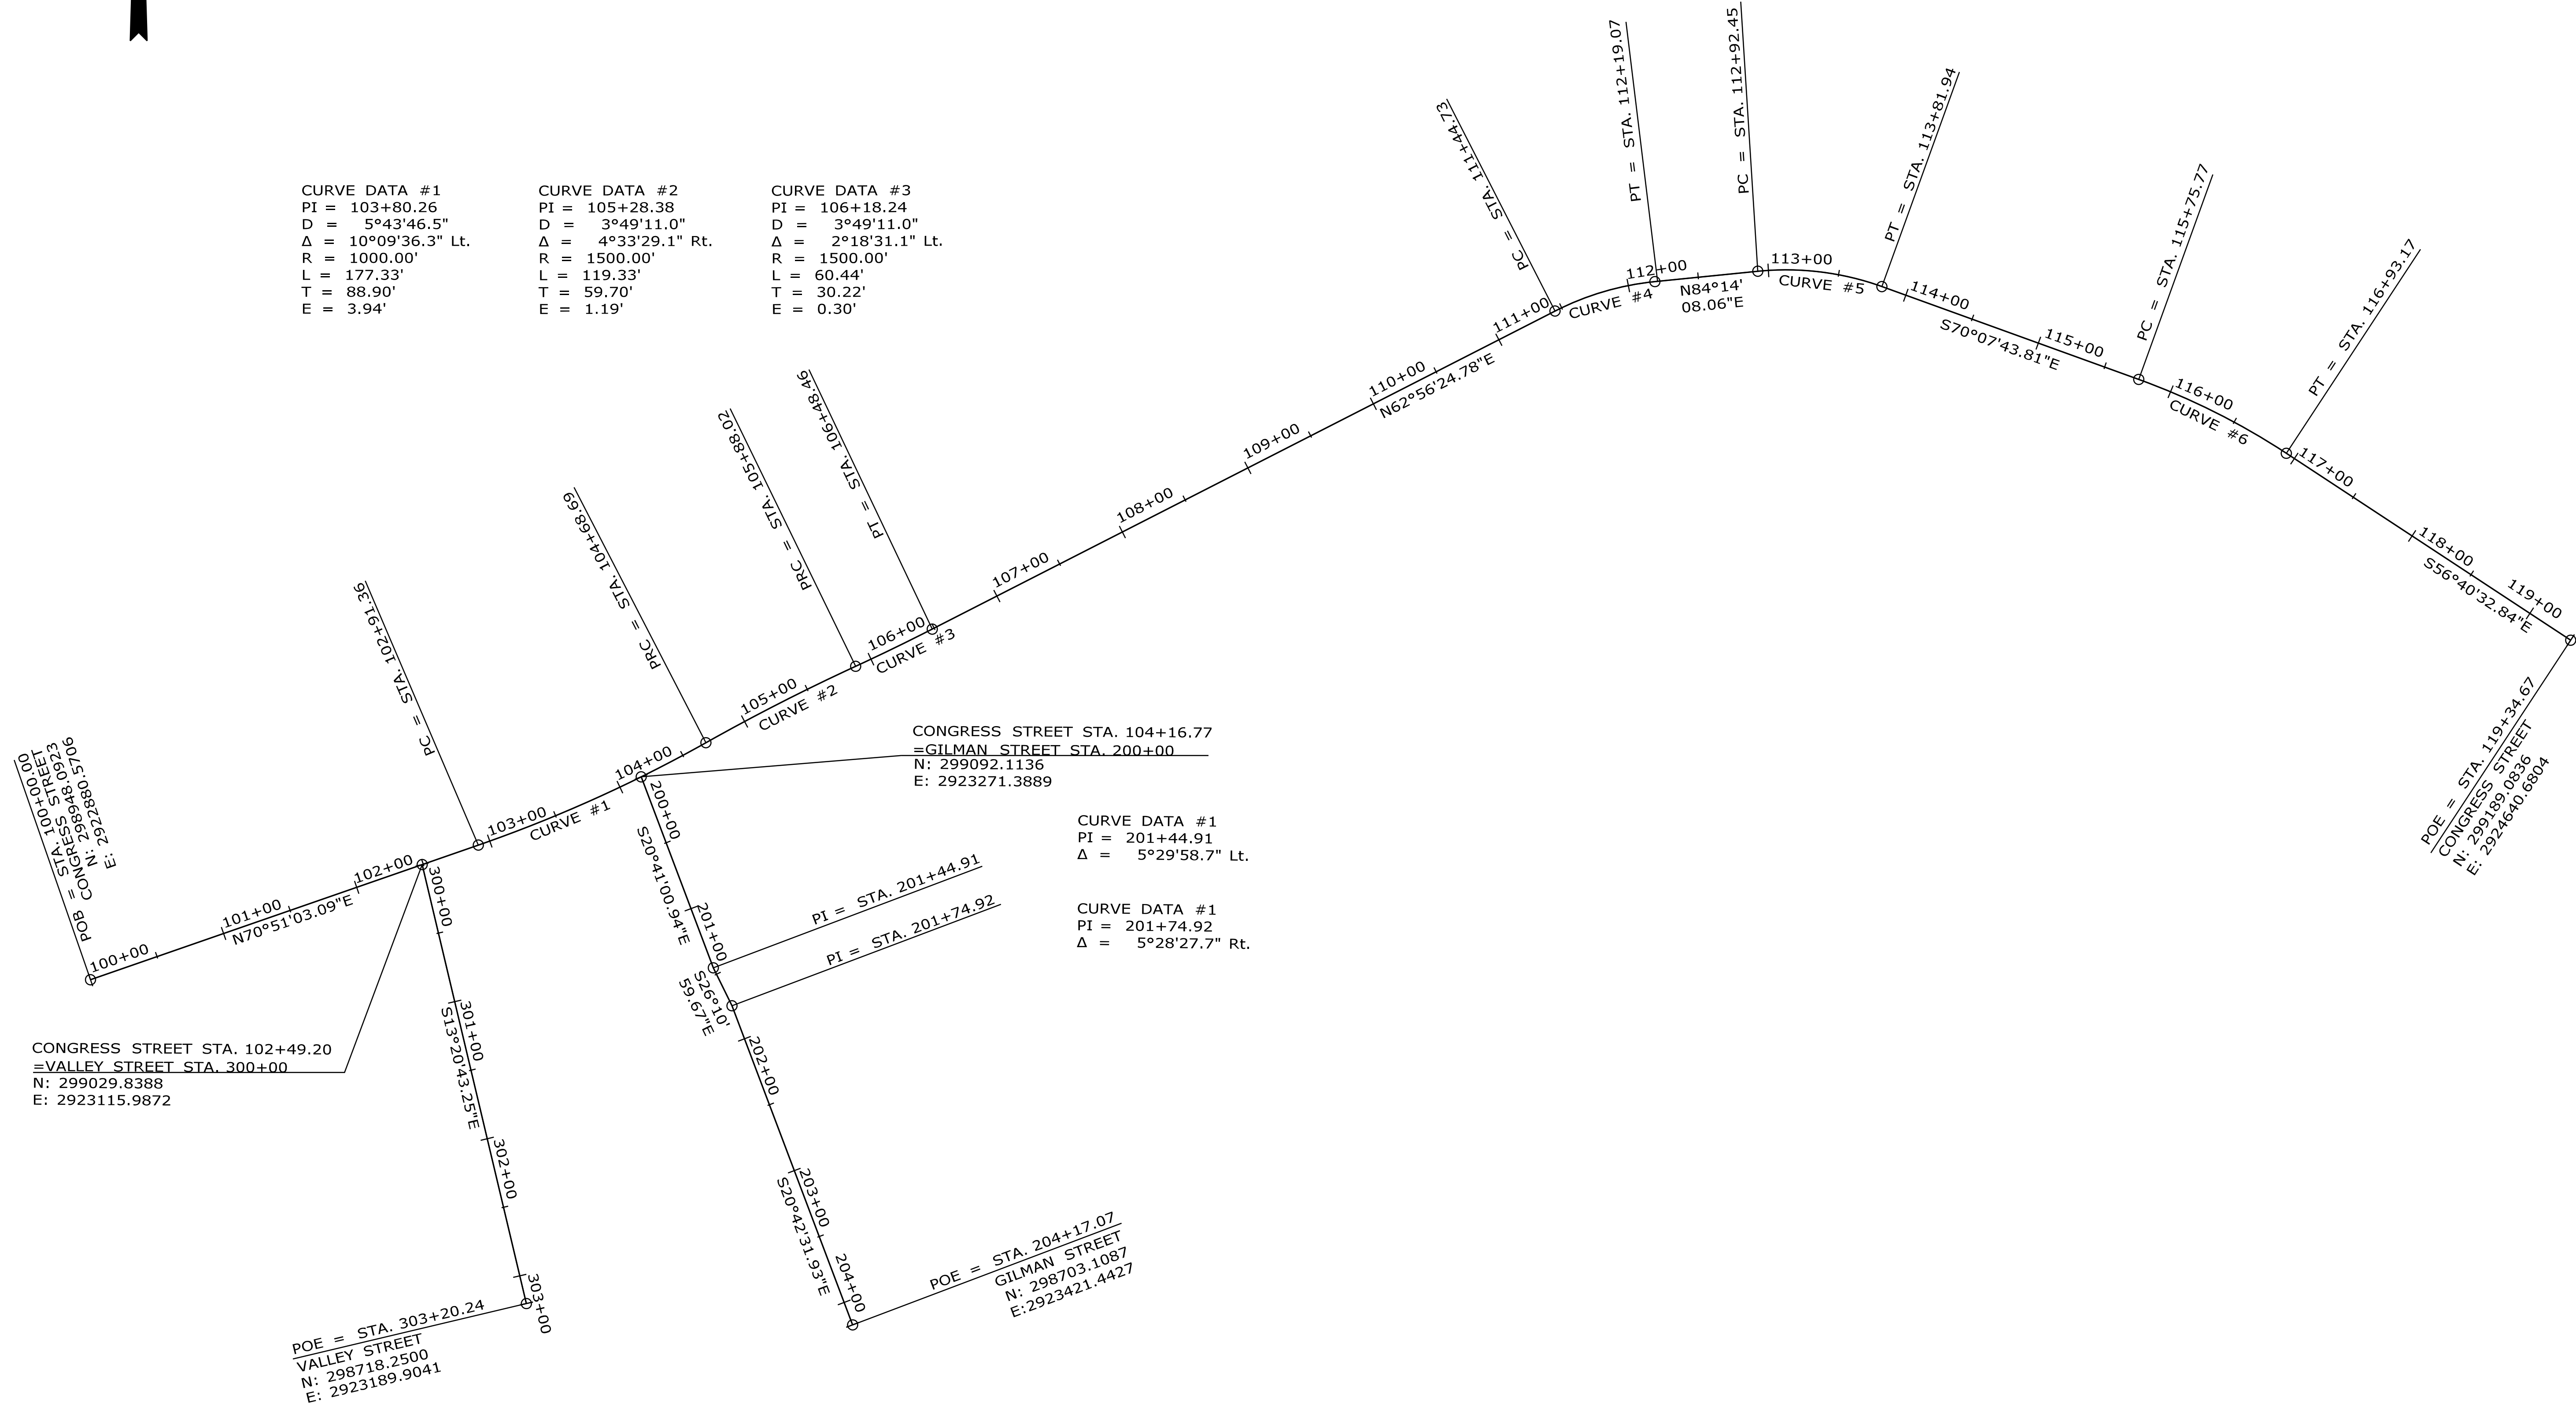 CURVE DATA #1
PI = 103+80.26
D = 5°43'46.5"
Δ = 10°09'36.3" Lt.
R = 1000.00'
L = 177.33'
T = 88.90'
E = 3.94'
CURVE DATA #2
PI = 105+28.38
D = 3°49'11.0"
Δ = 4°33'29.1" Rt.
R = 1500.00'
L = 119.33'
T = 59.70'
E = 1.19'
CURVE DATA #3
PI = 106+18.24
D = 3°49'11.0"
Δ = 2°18'31.1" Lt.
R = 1500.00'
L = 60.44'
T = 30.22'
E = 0.30'
POB = STA. 100+00.00
CONGRESS STREET
N: 298948.0923
E: 2922880.5706
100+00
101+00
N70°51'03.09"E
102+00
PC = STA. 102+91.36
103+00
CURVE #1
104+00
PRC = STA. 104+68.69
105+00
CURVE #2
PRC = STA. 105+88.02
106+00
CURVE #3
PT = STA. 106+48.46
107+00
108+00
109+00
110+00
N62°56'24.78"E
111+00
PC = STA. 111+44.73
CURVE #4
112+00
PT = STA. 112+19.07
N84°14'
08.06"E
PC = STA. 112+92.45
113+00
CURVE #5
PT = STA. 113+81.94
114+00
S70°07'43.81"E
115+00
PC = STA. 115+75.77
116+00
CURVE #6
PT = STA. 116+93.17
117+00
118+00
S56°40'32.84"E
119+00
POE = STA. 119+34.67
CONGRESS STREET
N: 299189.0836
E: 2924640.6804
CONGRESS STREET STA. 104+16.77
=GILMAN STREET STA. 200+00
N: 299092.1136
E: 2923271.3889
200+00
S20°41'00.94"E
201+00
PI = STA. 201+44.91
PI = STA. 201+74.92
S26°10'
59.67"E
202+00
203+00
S20°42'31.93"E
204+00
POE = STA. 204+17.07
GILMAN STREET
N: 298703.1087
E:2923421.4427
CURVE DATA #1
PI = 201+44.91
Δ = 5°29'58.7" Lt.
CURVE DATA #1
PI = 201+74.92
Δ = 5°28'27.7" Rt.
CONGRESS STREET STA. 102+49.20
=VALLEY STREET STA. 300+00
N: 299029.8388
E: 2923115.9872
300+00
301+00
S13°20'43.25"E
302+00
303+00
POE = STA. 303+20.24
VALLEY STREET
N: 298718.2500
E: 2923189.9041